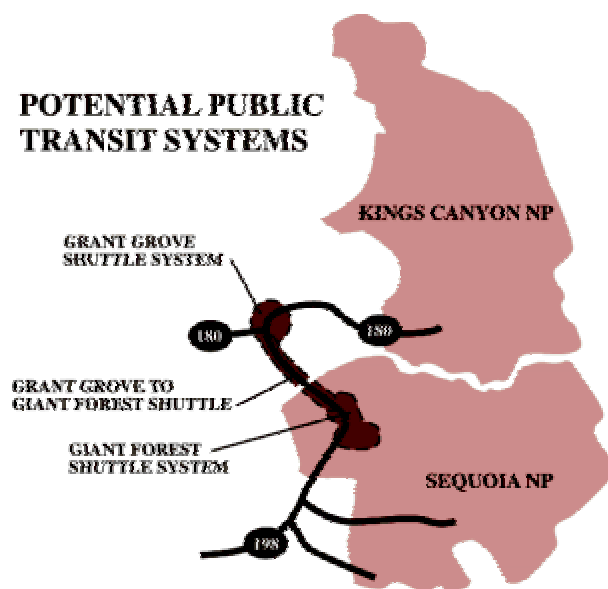 POTENTIAL PUBLIC
TRANSIT SYSTEMS
KINGS CANYON NP
GRANT GROVE
SHUTTLE SYSTEM
180
180
GRANT GROVE TO
GIANT FOREST SHUTTLE
GIANT FOREST
SHUTTLE SYSTEM
SEQUOIA NP
198